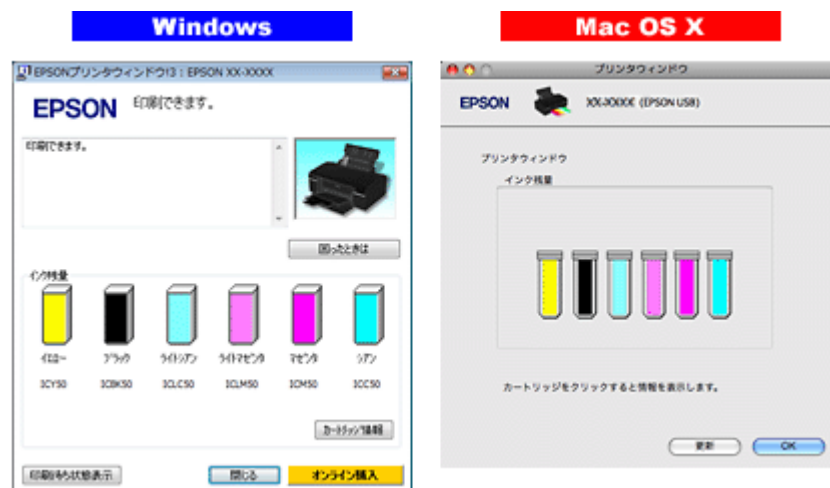 Windows
EPSONプリンタウィンドウ!3 : EPSON XX-XXXX
EPSON
印刷できます。
印刷できます。
困ったときは
インク残量
イエロー ブラック ライトシアン ライトマゼンタ マゼンタ シアン
ICY50 ICBK50 ICLC50 ICLM50 ICM50 ICC50
カートリッジ情報
印刷待ち状態表示
閉じる
オンライン購入
Mac OS X
プリンタウィンドウ
EPSON
XX-XXXX (EPSON USB)
プリンタウィンドウ
インク残量
カートリッジをクリックすると情報を表示します。
更新
OK